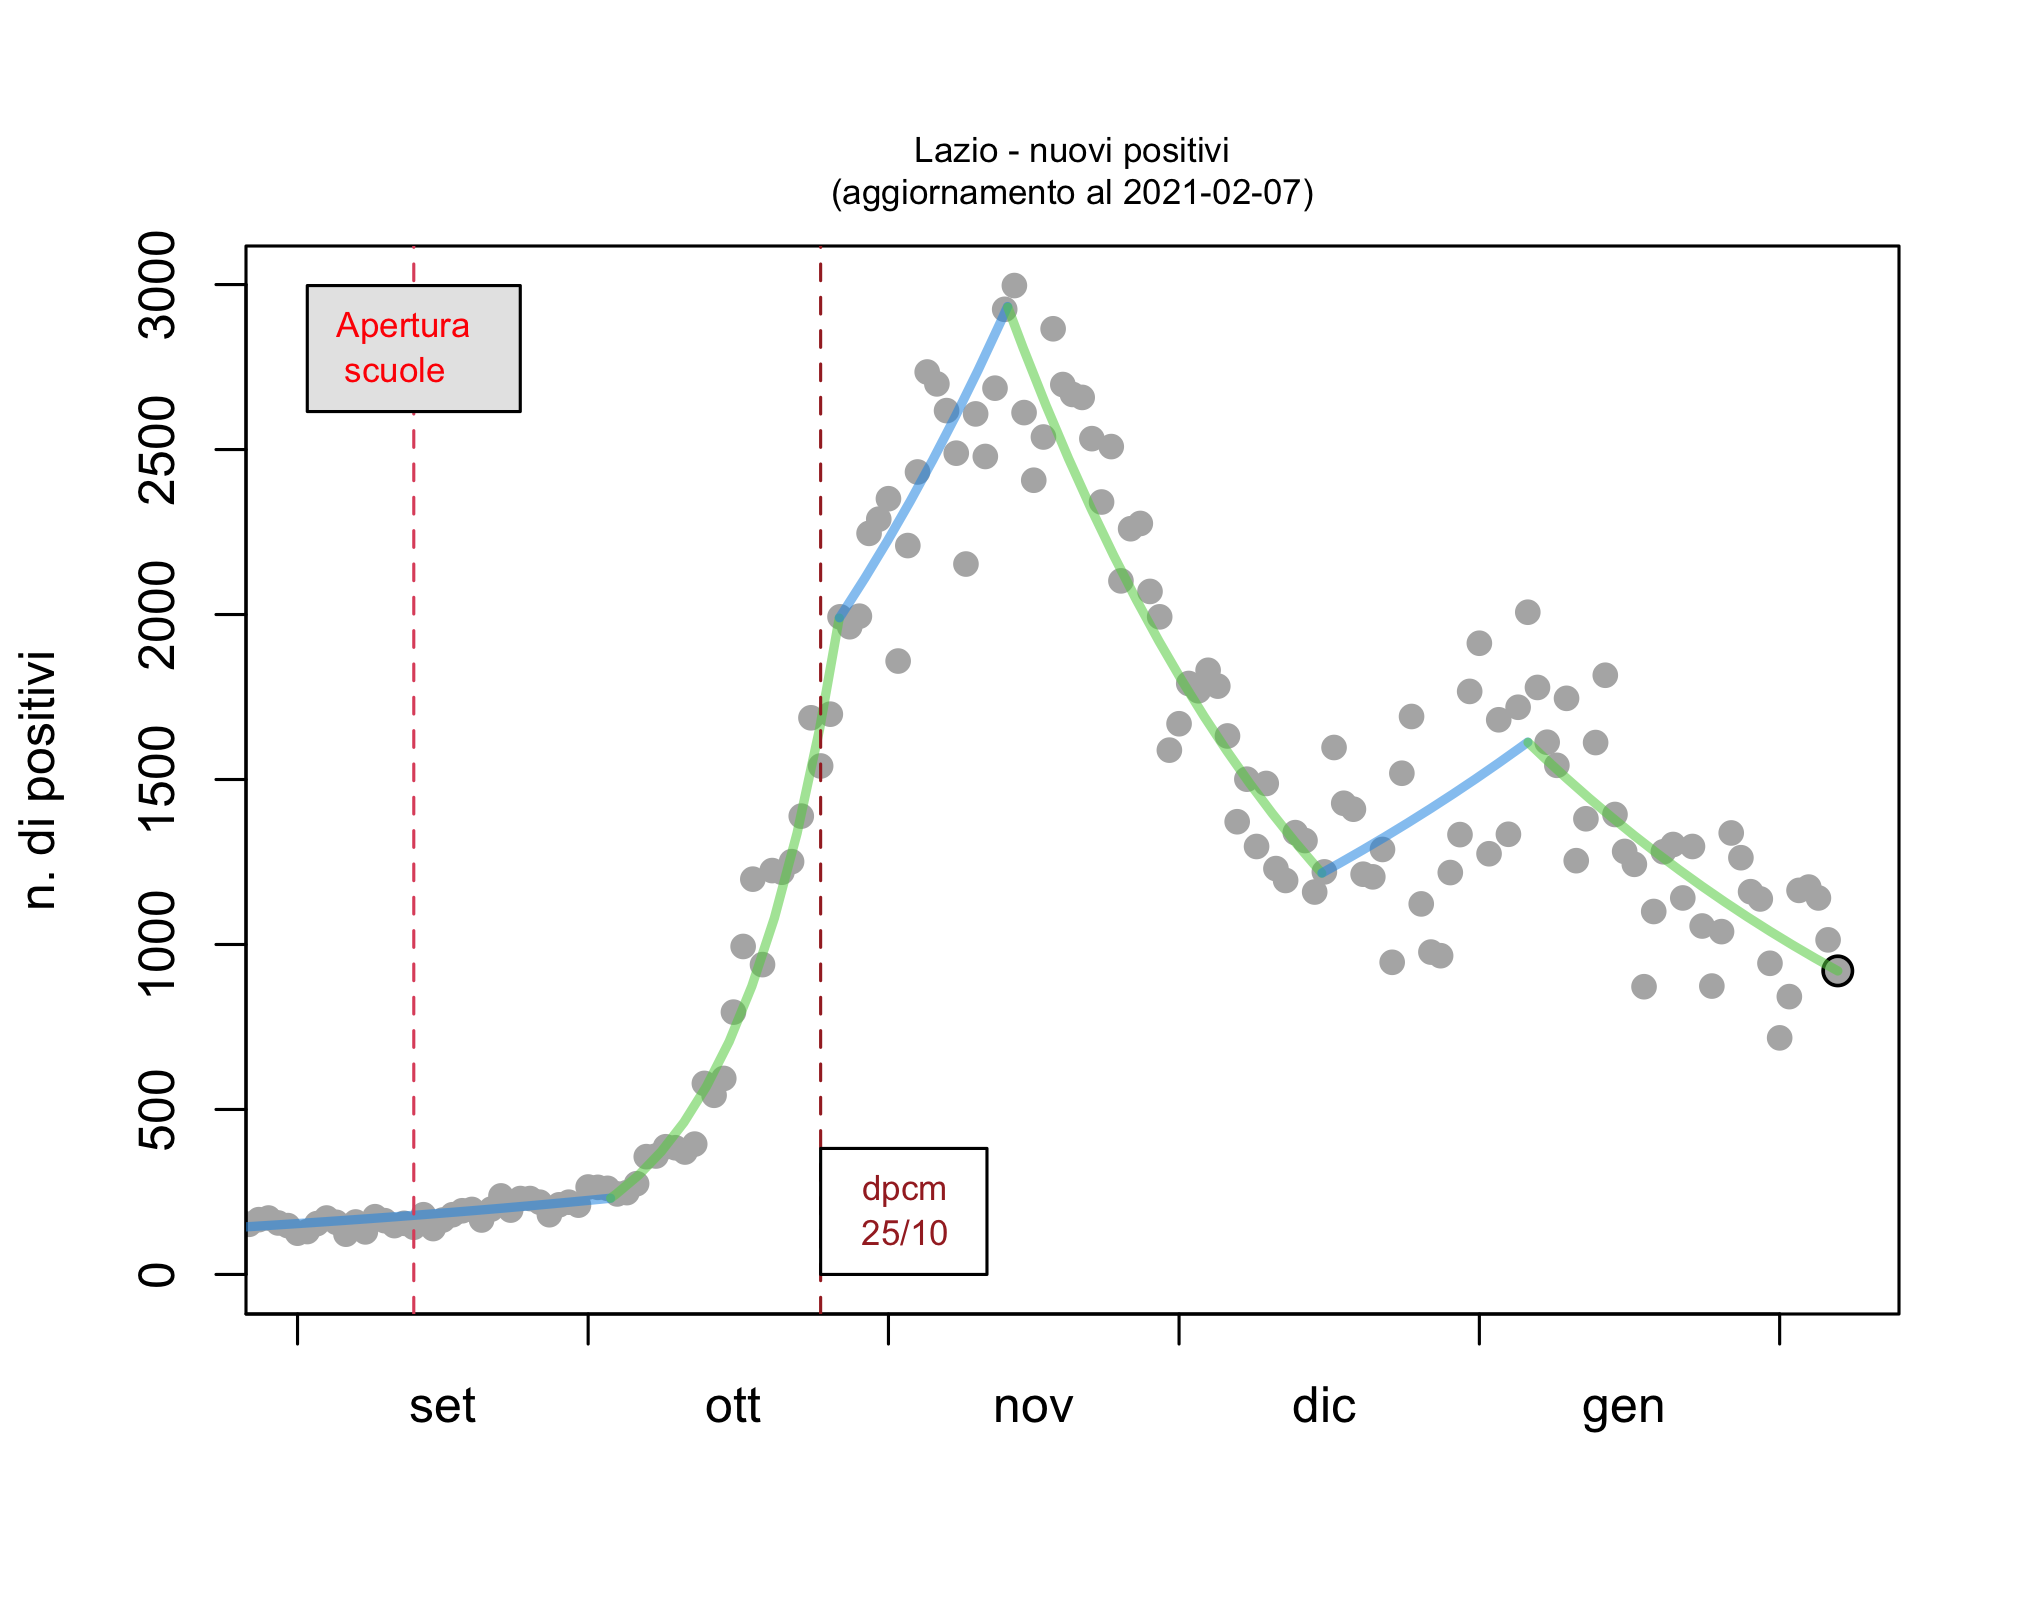 Lazio - nuovi positivi
(aggiornamento al 2021-02-07)
n. di positivi
3000
2500
2000
1500
1000
500
0
Apertura
scuole
dpcm
25/10
set ott nov dic gen